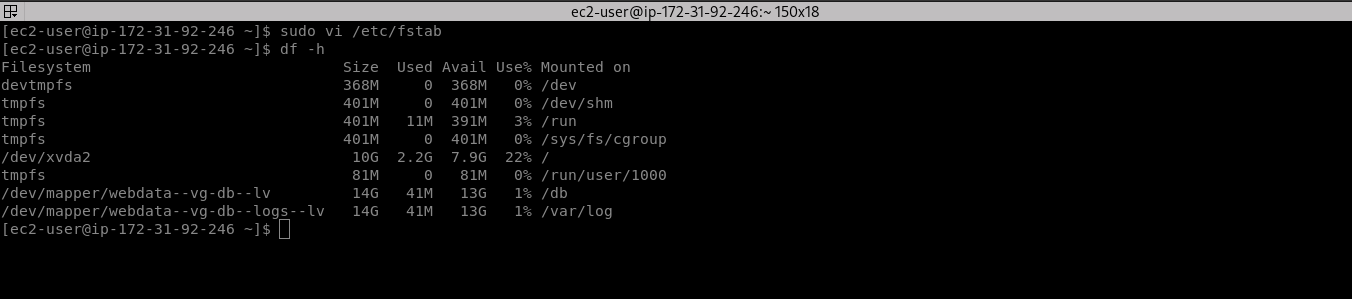 ec2-user@ip-172-31-92-246:~ 150x18
[ec2-user@ip-172-31-92-246 ~]$ sudo vi /etc/fstab
[ec2-user@ip-172-31-92-246 ~]$ df -h
Filesystem                            Size  Used Avail Use% Mounted on
devtmpfs                              368M     0  368M   0% /dev
tmpfs                                 401M     0  401M   0% /dev/shm
tmpfs                                 401M   11M  391M   3% /run
tmpfs                                 401M     0  401M   0% /sys/fs/cgroup
/dev/xvda2                             10G  2.2G  7.9G  22% /
tmpfs                                  81M     0   81M   0% /run/user/1000
/dev/mapper/webdata--vg-db--lv         14G   41M   13G   1% /db
/dev/mapper/webdata--vg-db--logs--lv   14G   41M   13G   1% /var/log
[ec2-user@ip-172-31-92-246 ~]$